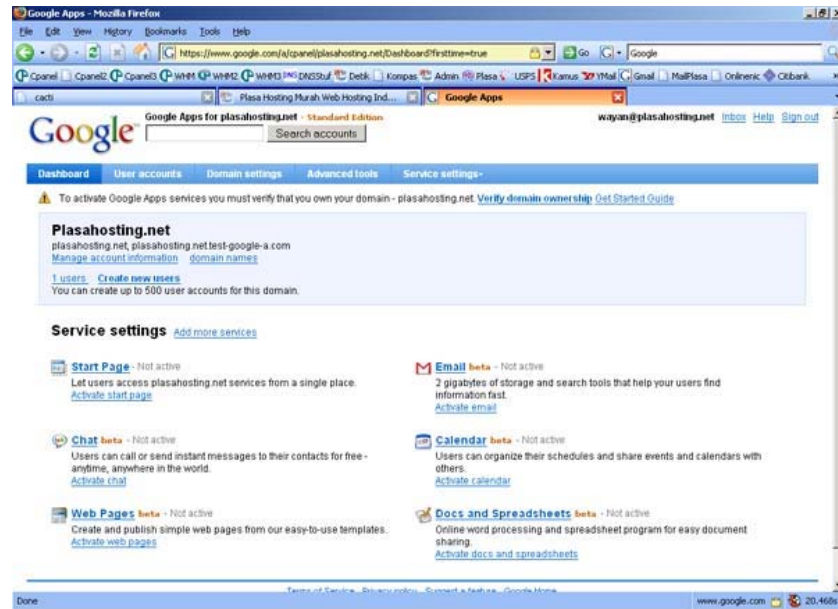 Google Apps - Mozilla Firefox
File Edit View History Bookmarks Tools Help
https://www.google.com/a/cpanel/plasahosting.net/Dashboard?firsttime=true Go Google
Cpanel Cpanel2 Cpanel3 WHM WHM2 WHM3 DNSStuf Detik Kompas Admin Plasa USPS Kamus YMail Gmail MailPlasa Onlinenic Citibank
cacti Plasa Hosting Murah Web Hosting Ind... Google Apps
Google Apps for plasahosting.net - Standard Edition wayan@plasahosting.net Inbox Help Sign out
Google Search accounts
Dashboard User accounts Domain settings Advanced tools Service settings
To activate Google Apps services you must verify that you own your domain - plasahosting.net. Verify domain ownership Get Started Guide
Plasahosting.net
plasahosting.net, plasahosting.net.test-google-a.com
Manage account information domain names
1 users Create new users
You can create up to 500 user accounts for this domain.
Service settings Add more services
Start Page - Not active
Let users access plasahosting.net services from a single place.
Activate start page
Email beta - Not active
2 gigabytes of storage and search tools that help your users find
information fast.
Activate email
Chat beta - Not active
Users can call or send instant messages to their contacts for free -
anytime, anywhere in the world.
Activate chat
Calendar beta - Not active
Users can organize their schedules and share events and calendars with
others.
Activate calendar
Web Pages beta - Not active
Create and publish simple web pages from our easy-to-use templates.
Activate web pages
Docs and Spreadsheets beta - Not active
Online word processing and spreadsheet program for easy document
sharing.
Activate docs and spreadsheets
Terms of Service Privacy policy Suggest a feature Google Home
Done www.google.com 20.468s